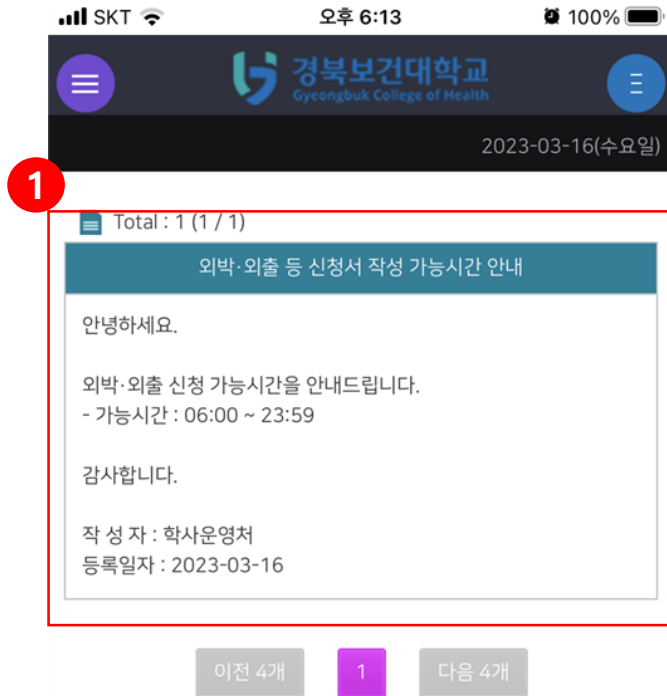 SKT 오후 6:13 100%
경북보건대학교
Gyeongbuk College of Health
2023-03-16(수요일)
1
Total : 1 (1 / 1)
외박·외출 등 신청서 작성 가능시간 안내
안녕하세요.
외박·외출 신청 가능시간을 안내드립니다.
- 가능시간 : 06:00 ~ 23:59
감사합니다.
작 성 자 : 학사운영처
등록일자 : 2023-03-16
이전 4개 1 다음 4개